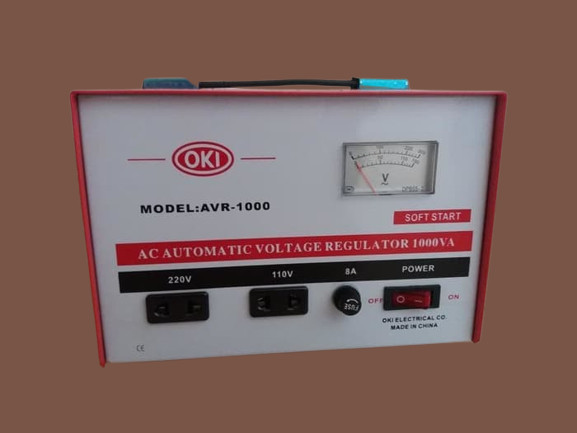 OKI
MODEL:AVR-1000
V
SOFT START
AC AUTOMATIC VOLTAGE REGULATOR 1000VA
220V 110V 8A POWER
FUSE
OFF ON
OKI ELECTRICAL CO.
MADE IN CHINA
CE